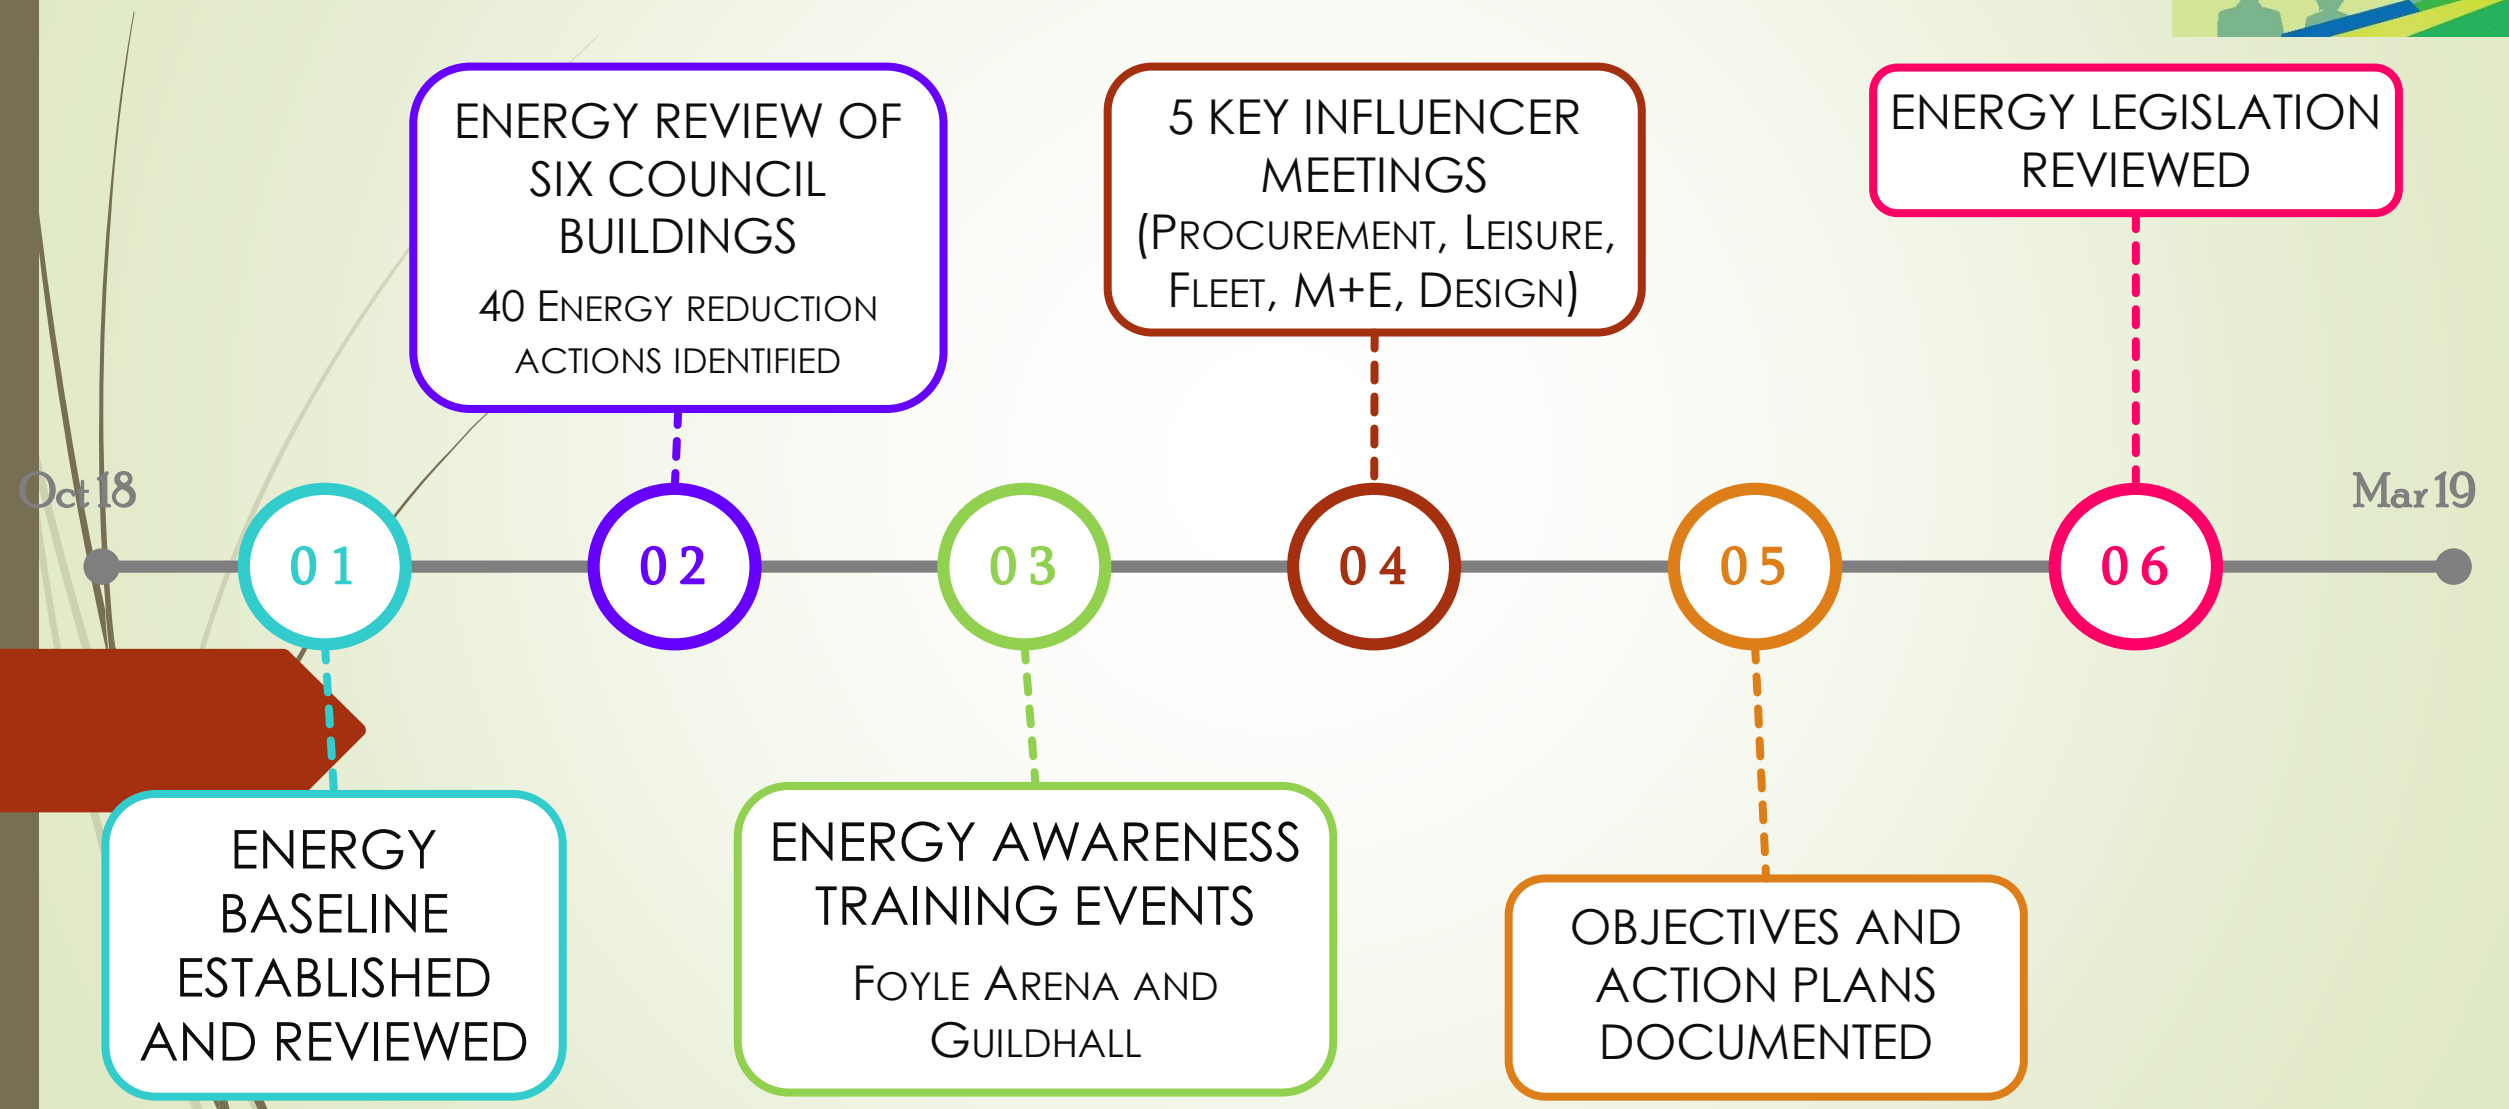 ENERGY REVIEW OF
SIX COUNCIL
BUILDINGS
40 ENERGY REDUCTION
ACTIONS IDENTIFIED
5 KEY INFLUENCER
MEETINGS
(PROCUREMENT, LEISURE,
FLEET, M+E, DESIGN)
ENERGY LEGISLATION
REVIEWED
Oct 18
Mar 19
01
02
03
04
05
06
ENERGY
BASELINE
ESTABLISHED
AND REVIEWED
ENERGY AWARENESS
TRAINING EVENTS
FOYLE ARENA AND
GUILDHALL
OBJECTIVES AND
ACTION PLANS
DOCUMENTED